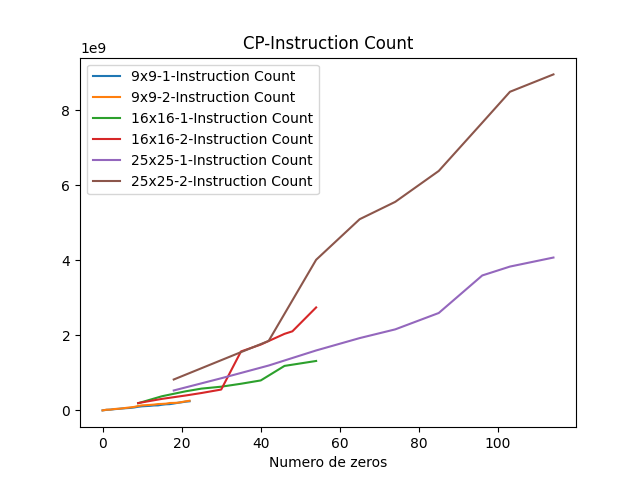 CP-Instruction Count
1e9
9x9-1-Instruction Count
9x9-2-Instruction Count
16x16-1-Instruction Count
16x16-2-Instruction Count
25x25-1-Instruction Count
25x25-2-Instruction Count
8
6
4
2
0
0 20 40 60 80 100
Numero de zeros